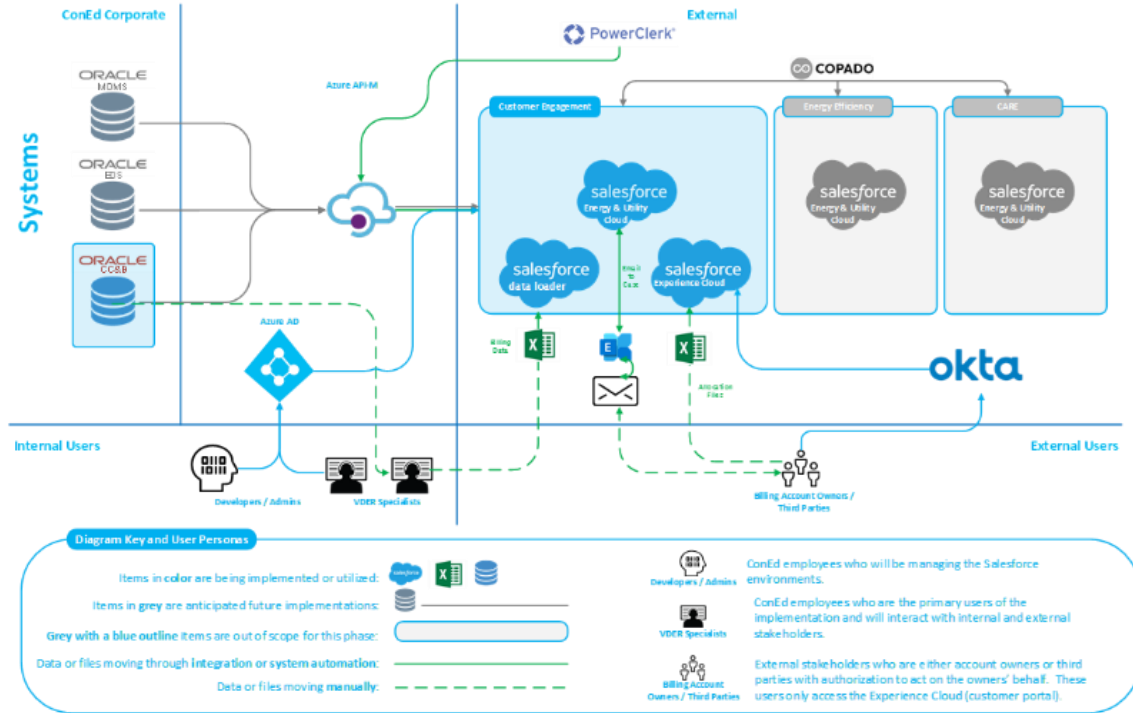 ConEd Corporate
External
Systems
ORACLE
MDMS
ORACLE
EDS
ORACLE
CC&B
Azure API-M
PowerClerk
COPADO
Customer Engagement
Energy Efficiency
CARE
salesforce
Energy & Utility
Cloud
salesforce
data loader
salesforce
Experience Cloud
salesforce
Energy & Utility
Cloud
salesforce
Energy & Utility
Cloud
Azure AD
Billing
Data
Email
to
Case
Allocation
Files
okta
Internal Users
External Users
Developers / Admins
VDER Specialists
Billing Account Owners /
Third Parties
Diagram Key and User Personas
Items in color are being implemented or utilized:
salesforce
Items in grey are anticipated future implementations:
Grey with a blue outline items are out of scope for this phase:
Data or files moving through integration or system automation:
Data or files moving manually:
Developers / Admins
ConEd employees who will be managing the Salesforce
environments.
VDER Specialists
ConEd employees who are the primary users of the
implementation and will interact with internal and external
stakeholders.
Billing Account
Owners / Third Parties
External stakeholders who are either account owners or third
parties with authorization to act on the owners' behalf. These
users only access the Experience Cloud (customer portal).